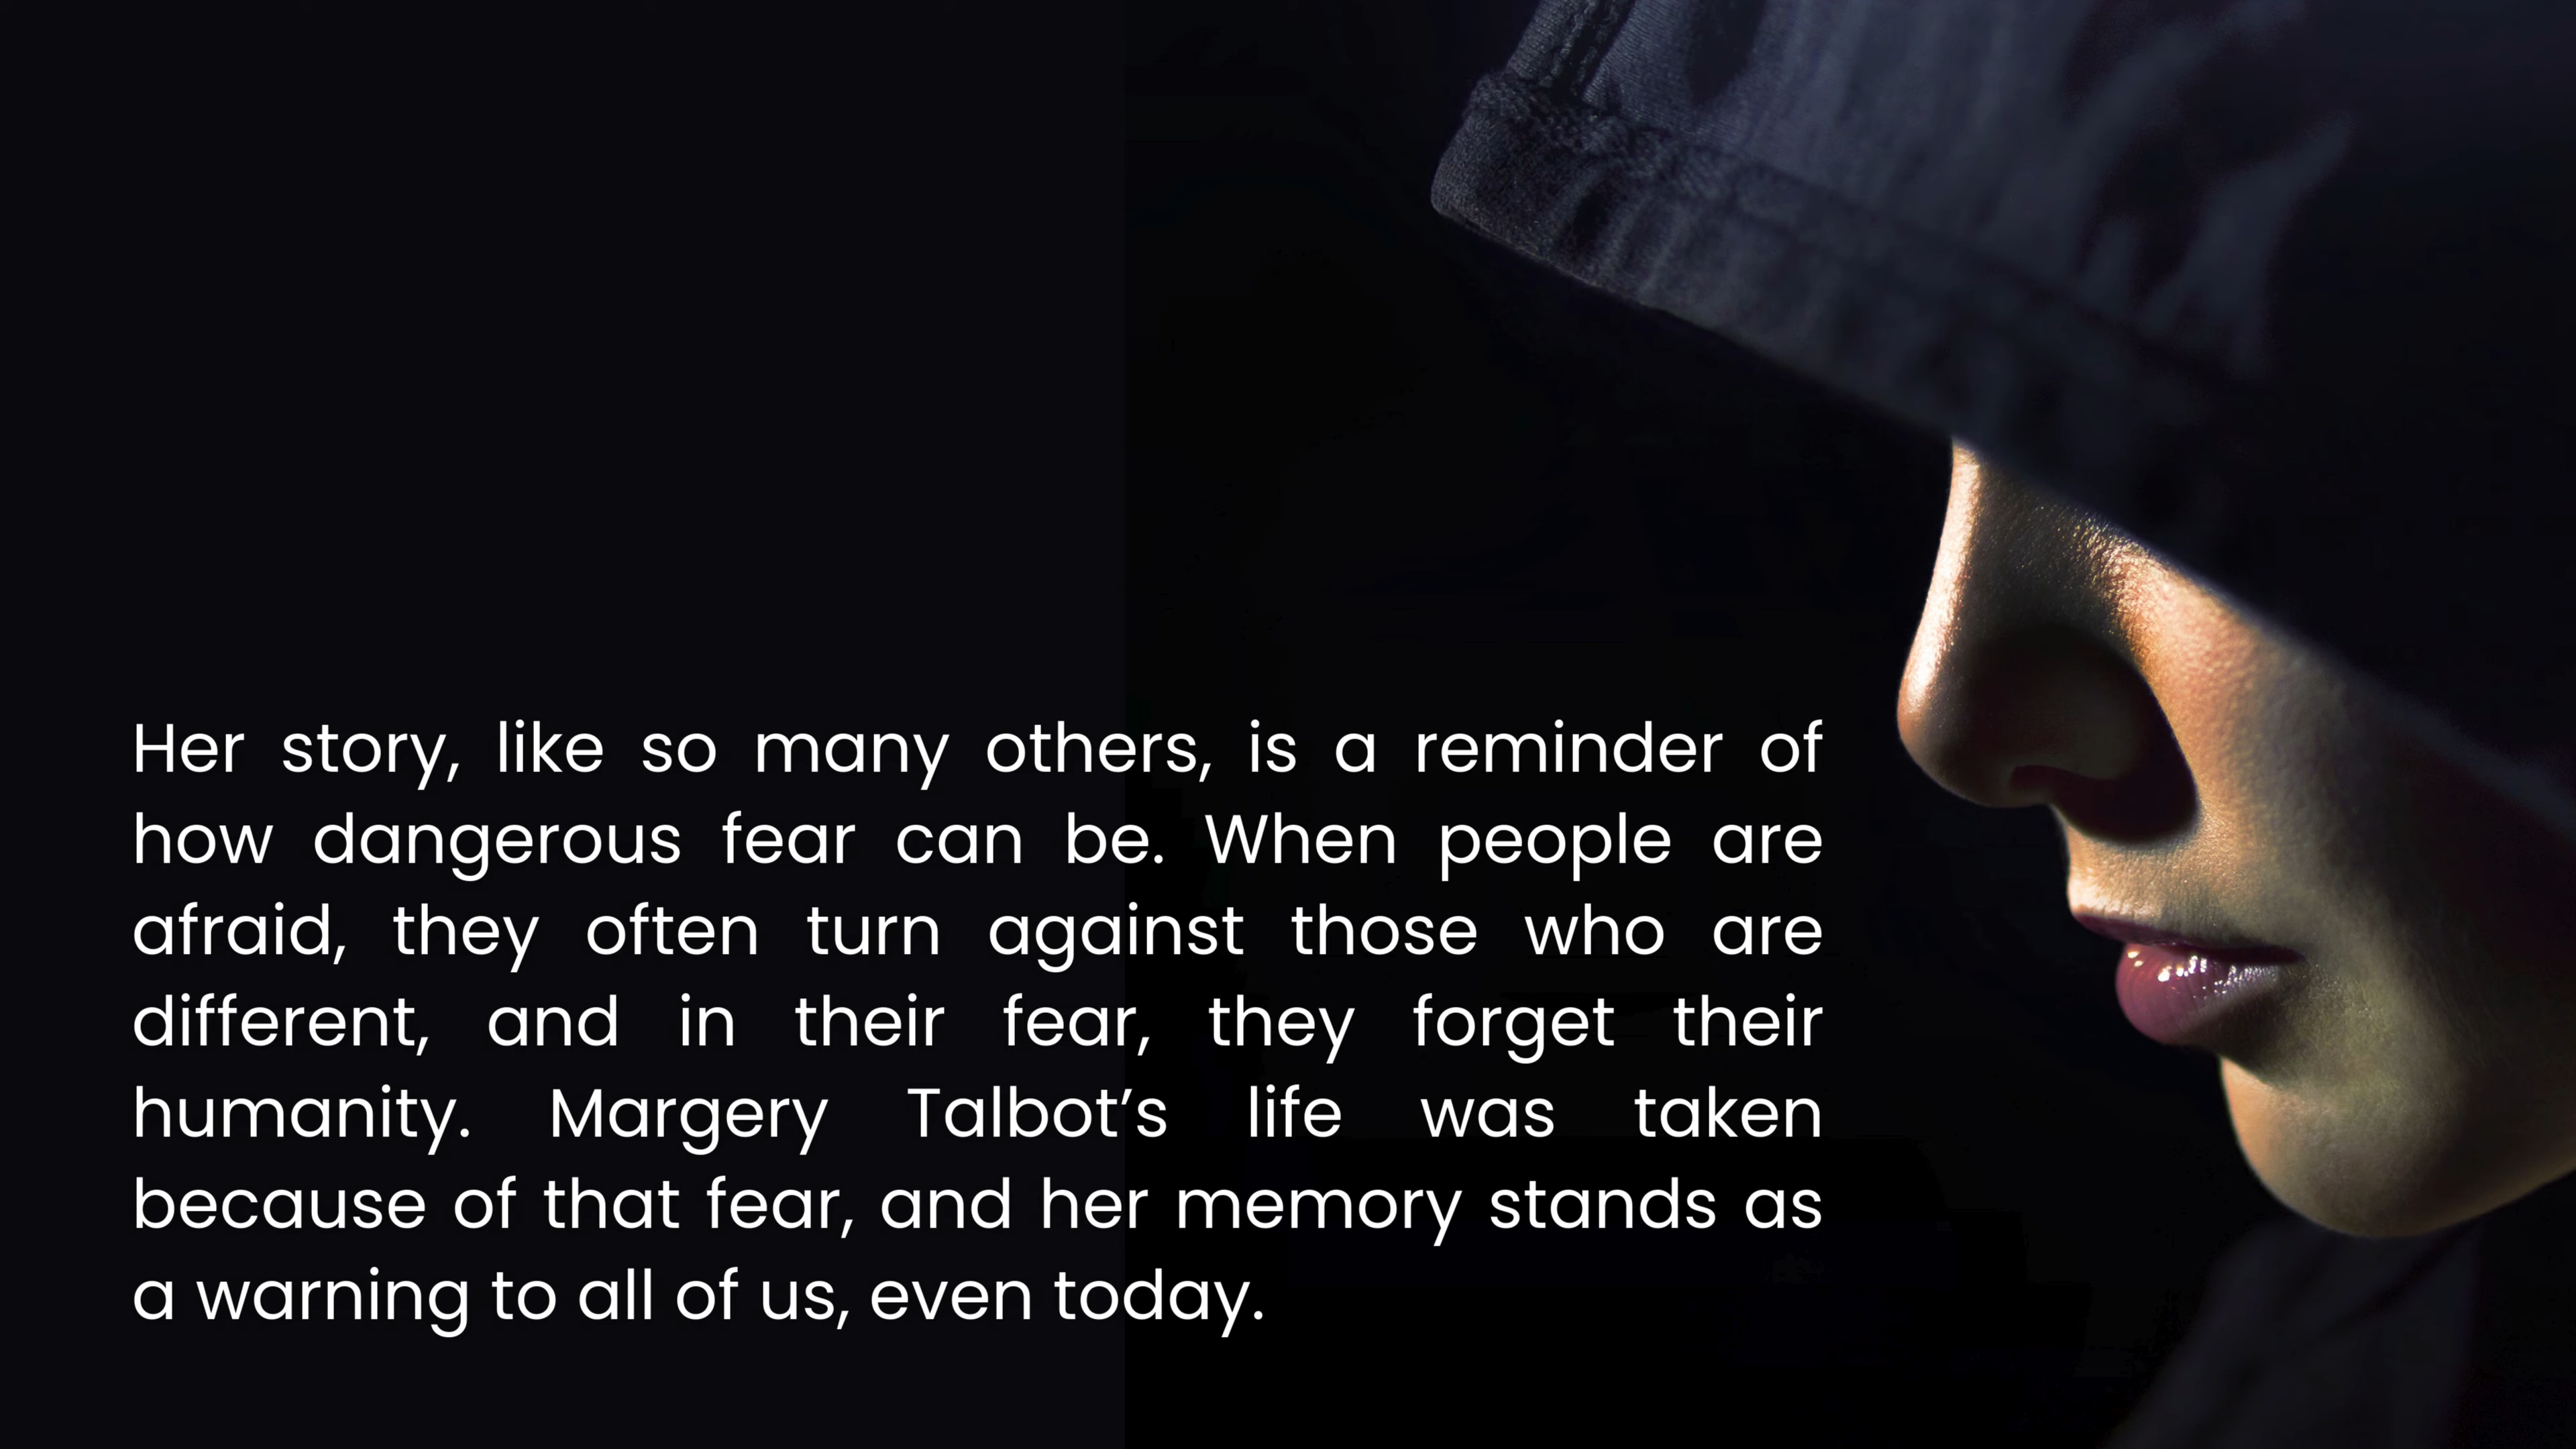 Her story, like so many others, is a reminder of
how dangerous fear can be. When people are
afraid, they often turn against those who are
different, and in their fear, they forget their
humanity. Margery Talbot’s life was taken
because of that fear, and her memory stands as
a warning to all of us, even today.